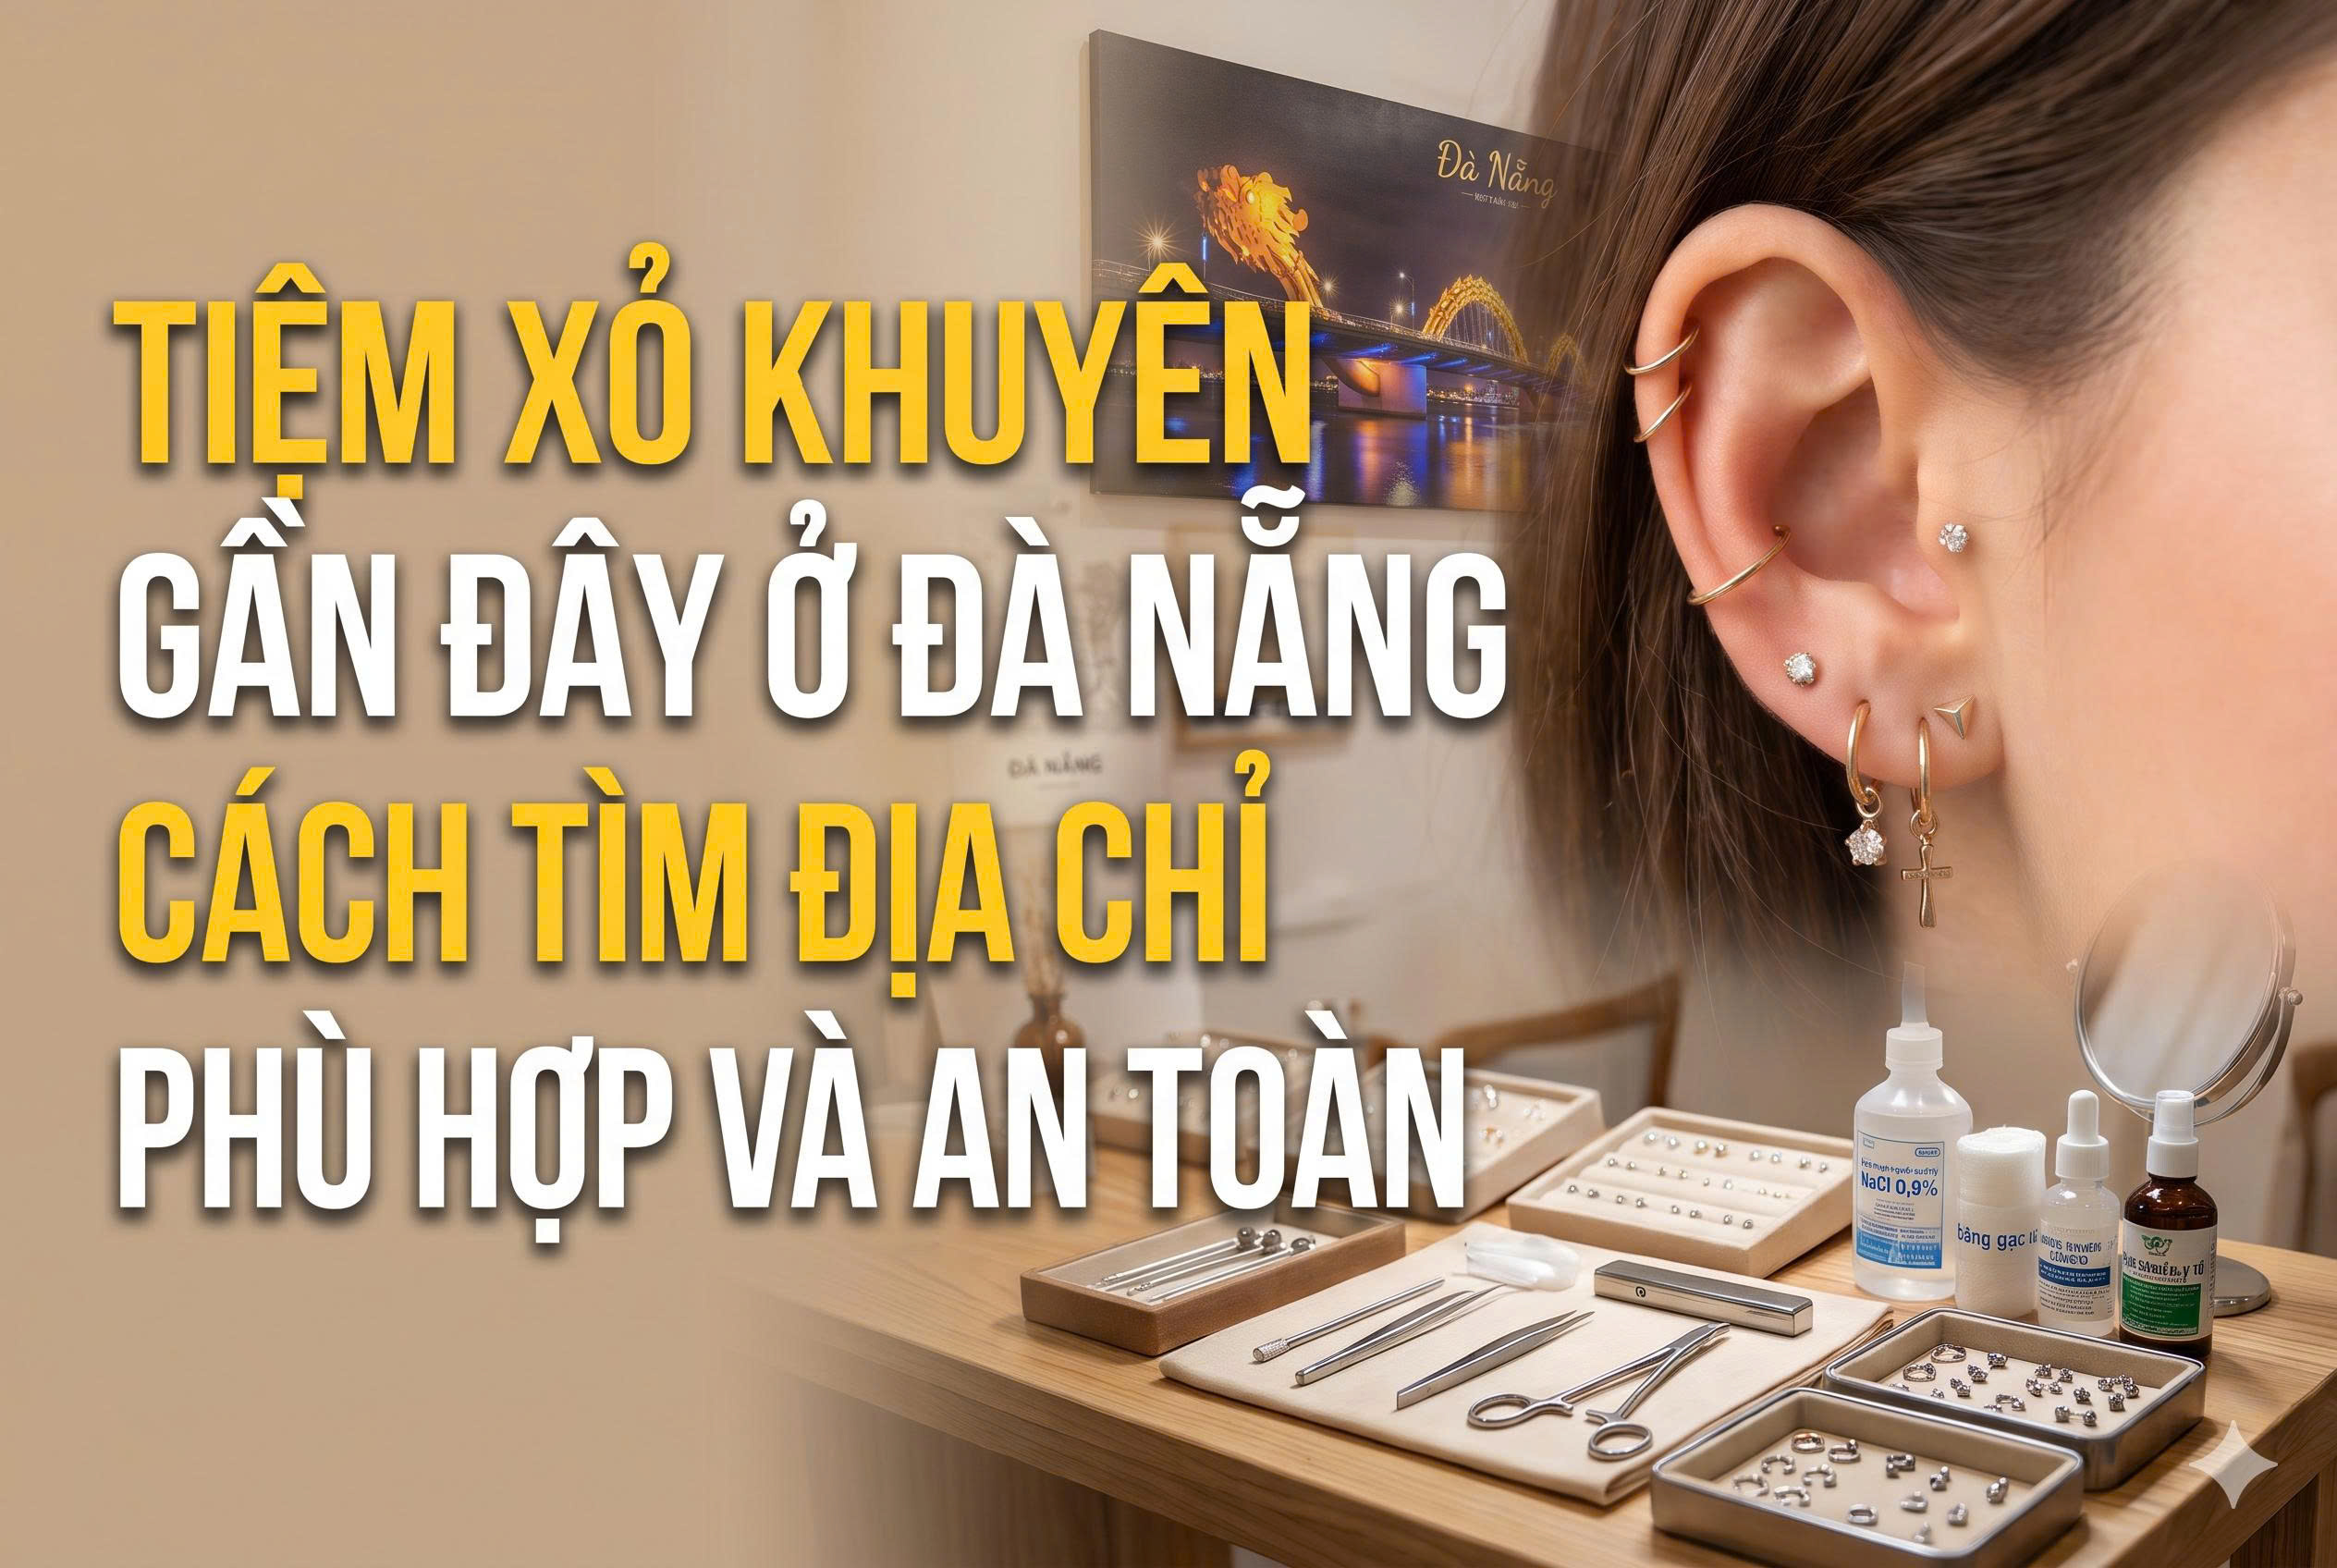 Đà Nẵng
TIỆM XỎ KHUYÊN
GẦN ĐÂY Ở ĐÀ NẴNG
CÁCH TÌM ĐỊA CHỈ
PHÙ HỢP VÀ AN TOÀN
ĐÀ NẴNG
NaCl 0,9%
băng gạc